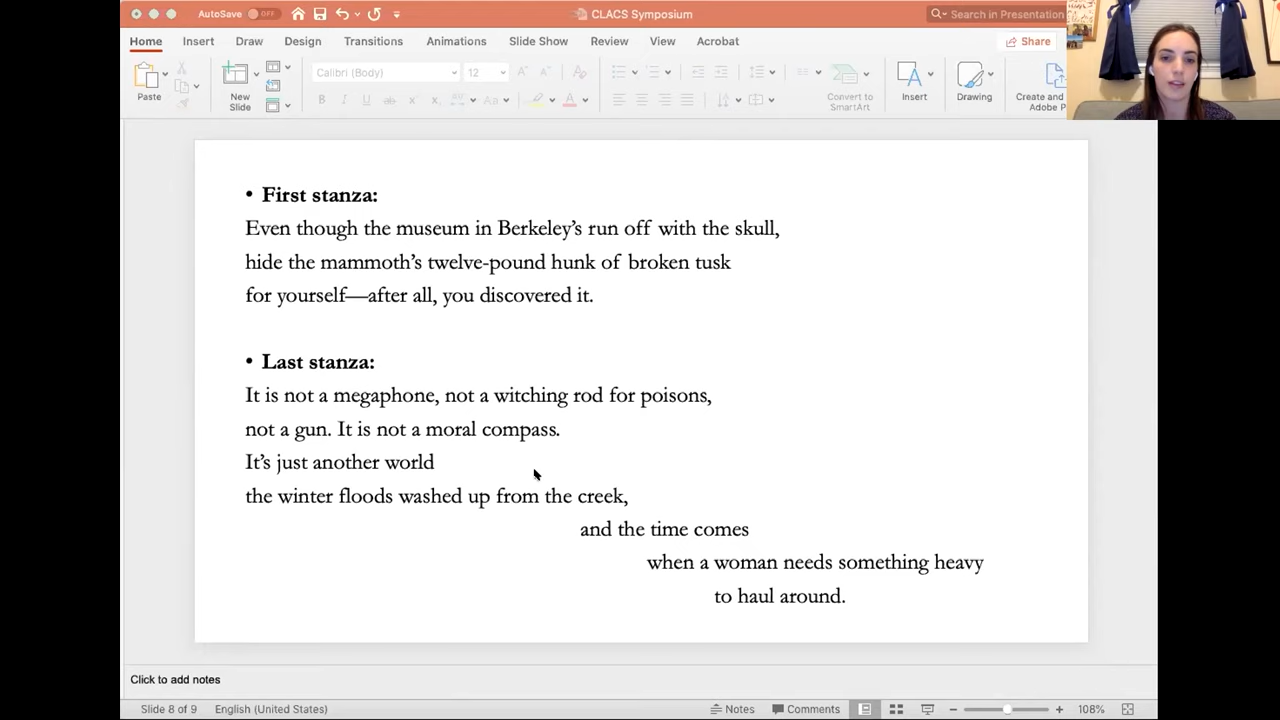 AutoSave OFF
CLACS Symposium
Search in Presentation
Home Insert Draw Design Transitions Animations Slide Show Review View Acrobat
Share
Calibri (Body) 12
Paste
New
Slide
Convert to
SmartArt
Insert
Drawing
Create and
Adobe P
• First stanza:
Even though the museum in Berkeley’s run off with the skull,
hide the mammoth’s twelve-pound hunk of broken tusk
for yourself—after all, you discovered it.
• Last stanza:
It is not a megaphone, not a witching rod for poisons,
not a gun. It is not a moral compass.
It’s just another world
the winter floods washed up from the creek,
and the time comes
when a woman needs something heavy
to haul around.
Click to add notes
Slide 8 of 9 English (United States) Notes Comments 108%